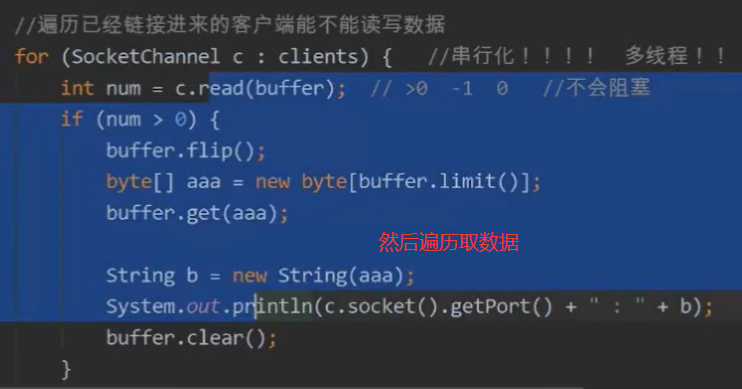 //遍历已经链接进来的客户端能不能读写数据
for (SocketChannel c : clients) {   //串行化！！！！  多线程！！
int num = c.read(buffer);  // >0  -1  0   //不会阻塞
if (num > 0) {
buffer.flip();
byte[] aaa = new byte[buffer.limit()];
buffer.get(aaa);
然后遍历取数据
String b = new String(aaa);
System.out.println(c.socket().getPort() + " : " + b);
buffer.clear();
}